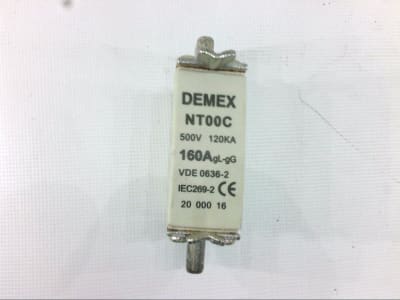 DEMEX
NT00C
500V 120KA
160AgL-gG
VDE 0636-2
IEC269-2 CE
20 000 16